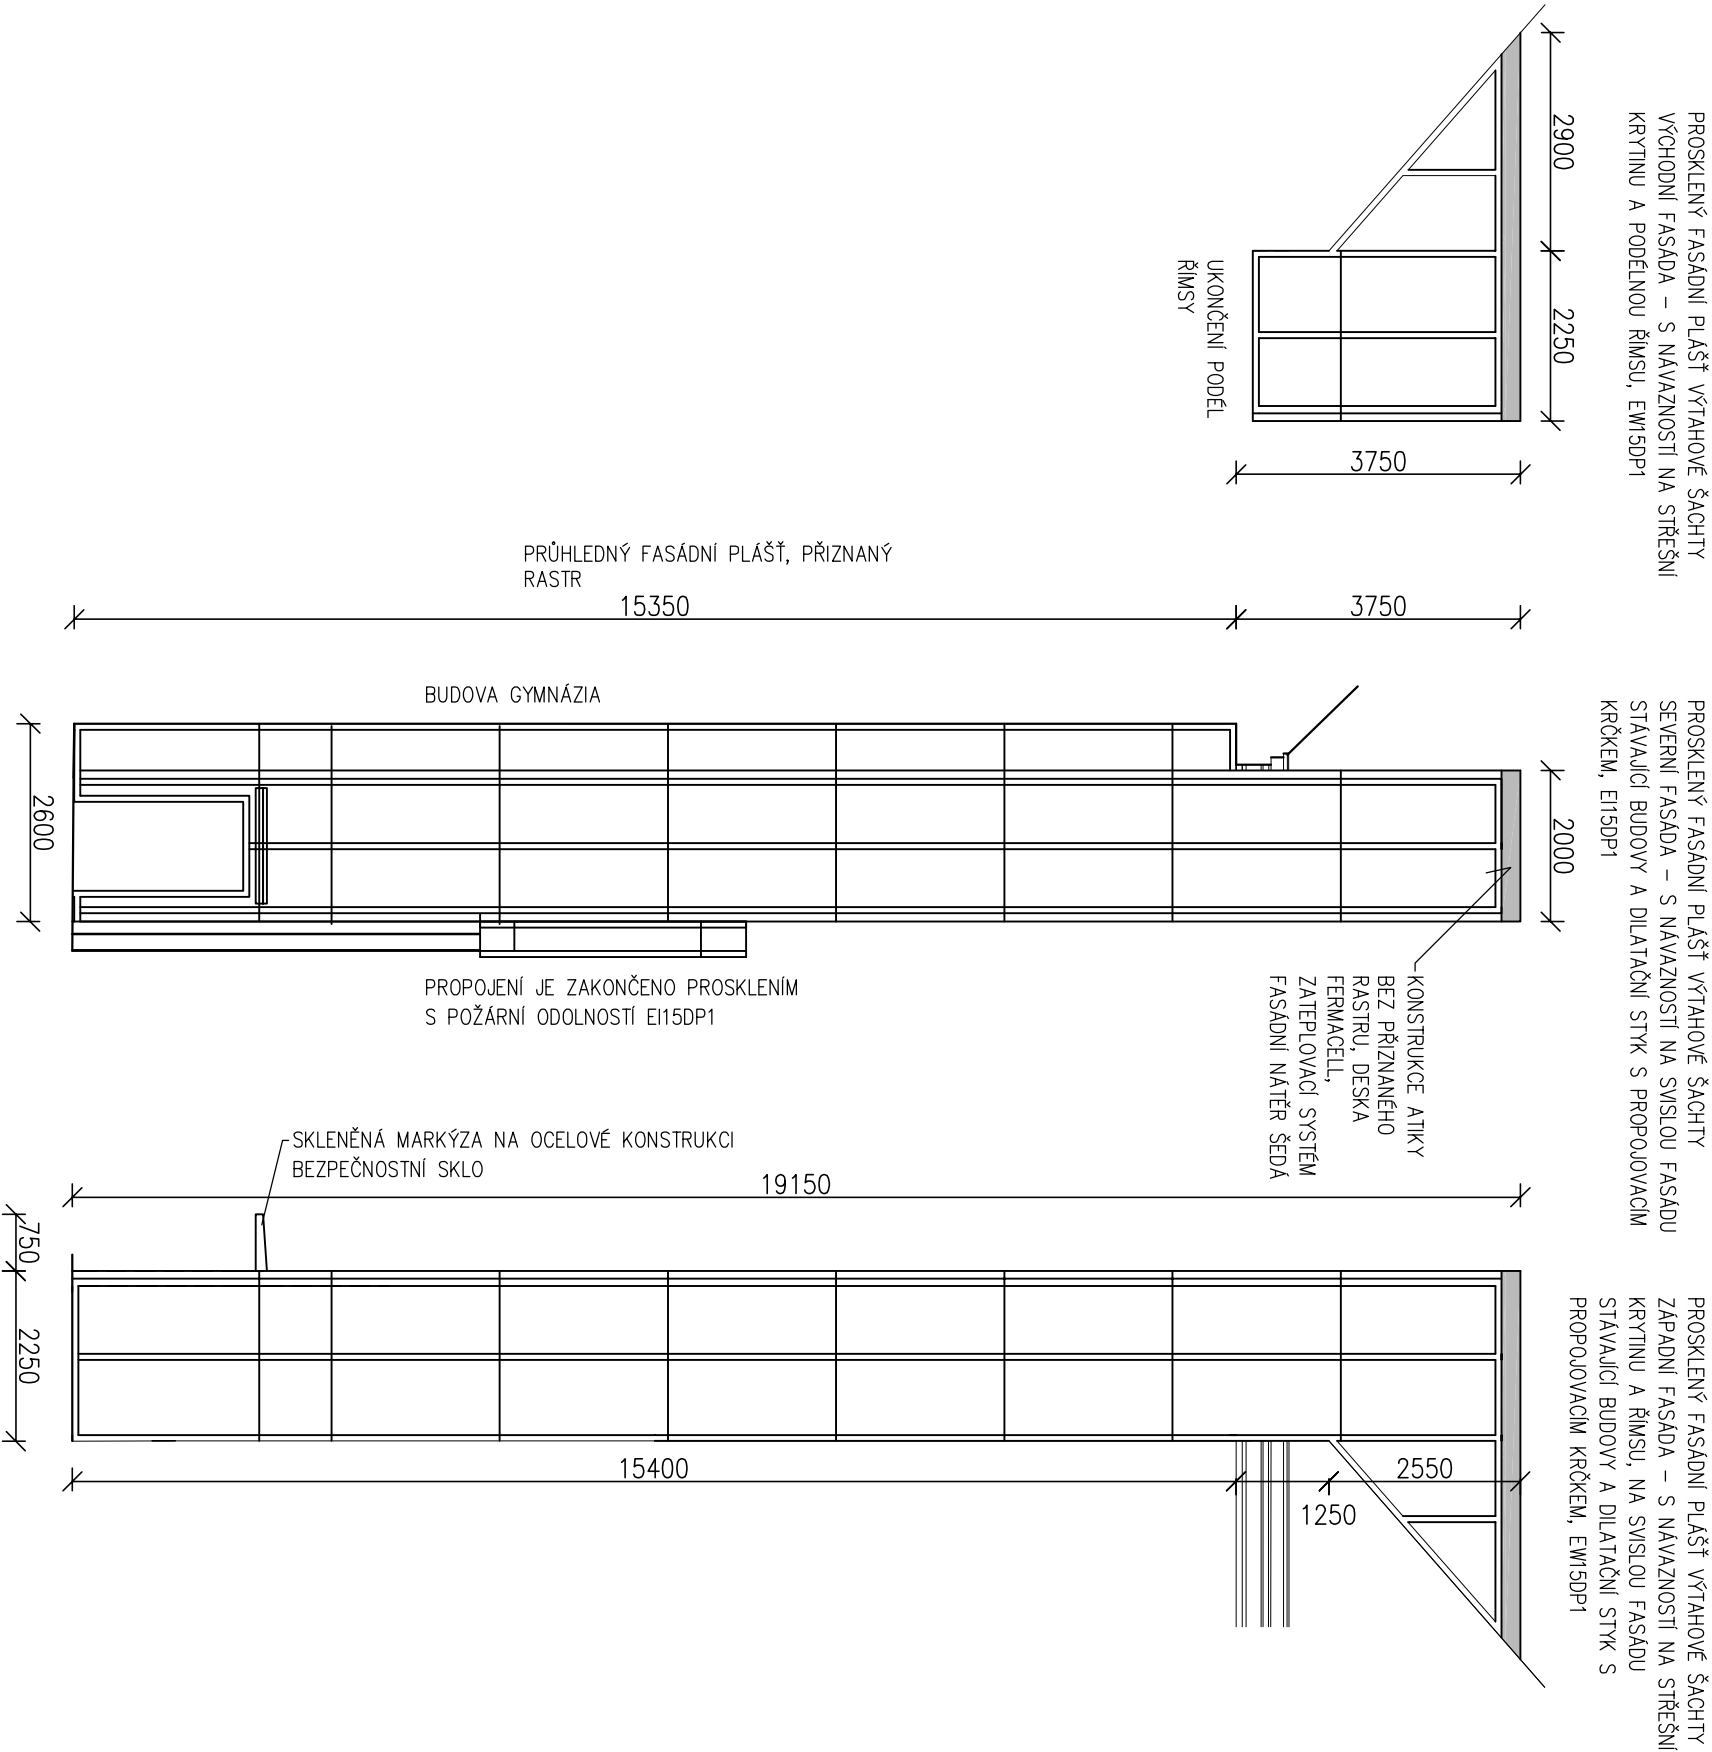 PROSKLENÝ FASÁDNÍ PLÁŠŤ VÝTAHOVÉ ŠACHTY
VÝCHODNÍ FASÁDA – S NÁVAZNOSTÍ NA STŘEŠNÍ
KRYTINU A PODÉLNOU ŘÍMSU, EW15DP1
2900
2250
UKONČENÍ PODÉL
ŘÍMSY
3750
PRŮHLEDNÝ FASÁDNÍ PLÁŠŤ, PŘIZNANÝ
RASTR
15350
3750
PROSKLENÝ FASÁDNÍ PLÁŠŤ VÝTAHOVÉ ŠACHTY
SEVERNÍ FASÁDA – S NÁVAZNOSTÍ NA SVISLOU FASÁDU
STÁVAJÍCÍ BUDOVY A DILATAČNÍ STYK S PROPOJOVACÍM
KRČKEM, EI15DP1
BUDOVA GYMNÁZIA
2600
2000
PROPOJENÍ JE ZAKONČENO PROSKLENÍM
S POŽÁRNÍ ODOLNOSTÍ EI15DP1
KONSTRUKCE ATIKY
BEZ PŘIZNANÉHO
RASTRU, DESKA
FERMACELL,
ZATEPLOVACÍ SYSTÉM
FASÁDNÍ NÁTĚR ŠEDÁ
SKLENĚNÁ MARKÝZA NA OCELOVÉ KONSTRUKCI
BEZPEČNOSTNÍ SKLO
19150
750
2250
PROSKLENÝ FASÁDNÍ PLÁŠŤ VÝTAHOVÉ ŠACHTY
ZÁPADNÍ FASÁDA – S NÁVAZNOSTÍ NA STŘEŠNÍ
KRYTINU A ŘÍMSU, NA SVISLOU FASÁDU
STÁVAJÍCÍ BUDOVY A DILATAČNÍ STYK S
PROPOJOVACÍM KRČKEM, EW15DP1
15400
2550
1250